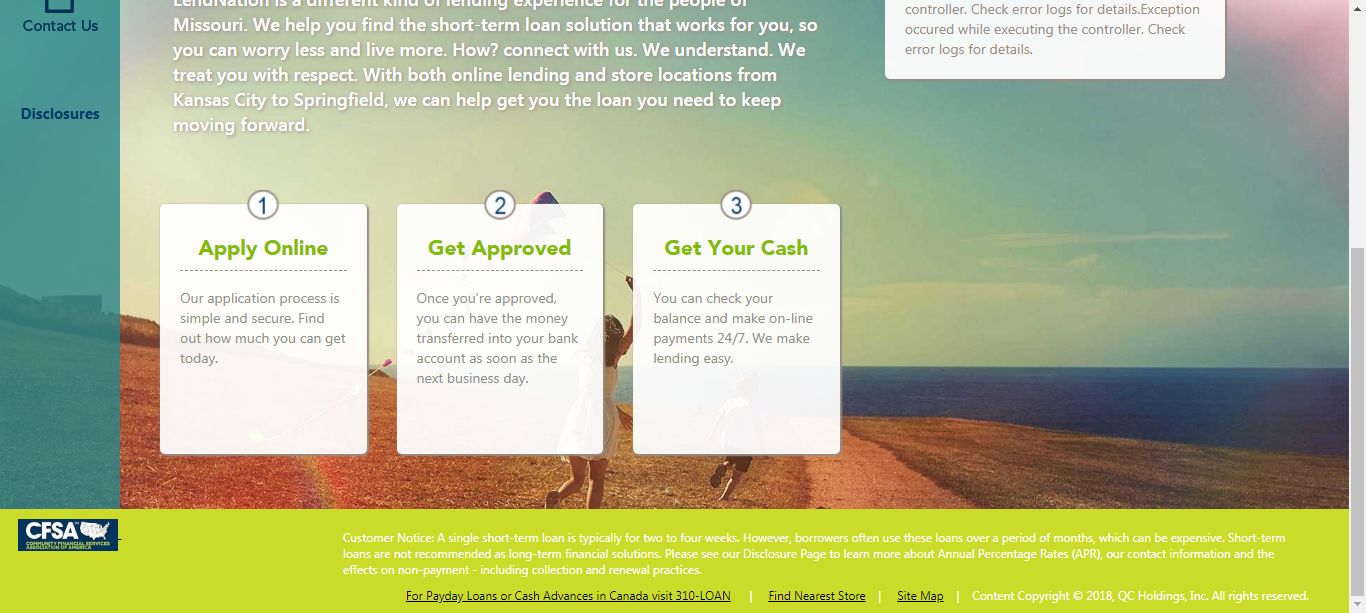 Contact Us
Disclosures
LendNation is a different kind of lending experience for the people of
Missouri. We help you find the short-term loan solution that works for you, so
you can worry less and live more. How? connect with us. We understand. We
treat you with respect. With both online lending and store locations from
Kansas City to Springfield, we can help get you the loan you need to keep
moving forward.
controller. Check error logs for details.Exception
occured while executing the controller. Check
error logs for details.
1
Apply Online
Our application process is
simple and secure. Find
out how much you can get
today.
2
Get Approved
Once you're approved,
you can have the money
transferred into your bank
account as soon as the
next business day.
3
Get Your Cash
You can check your
balance and make on-line
payments 24/7. We make
lending easy.
CFSA
COMMUNITY FINANCIAL SERVICES
ASSOCIATION OF AMERICA
Customer Notice: A single short-term loan is typically for two to four weeks. However, borrowers often use these loans over a period of months, which can be expensive. Short-term
loans are not recommended as long-term financial solutions. Please see our Disclosure Page to learn more about Annual Percentage Rates (APR), our contact information and the
effects on non-payment - including collection and renewal practices.
For Payday Loans or Cash Advances in Canada visit 310-LOAN | Find Nearest Store | Site Map | Content Copyright © 2018, QC Holdings, Inc. All rights reserved.